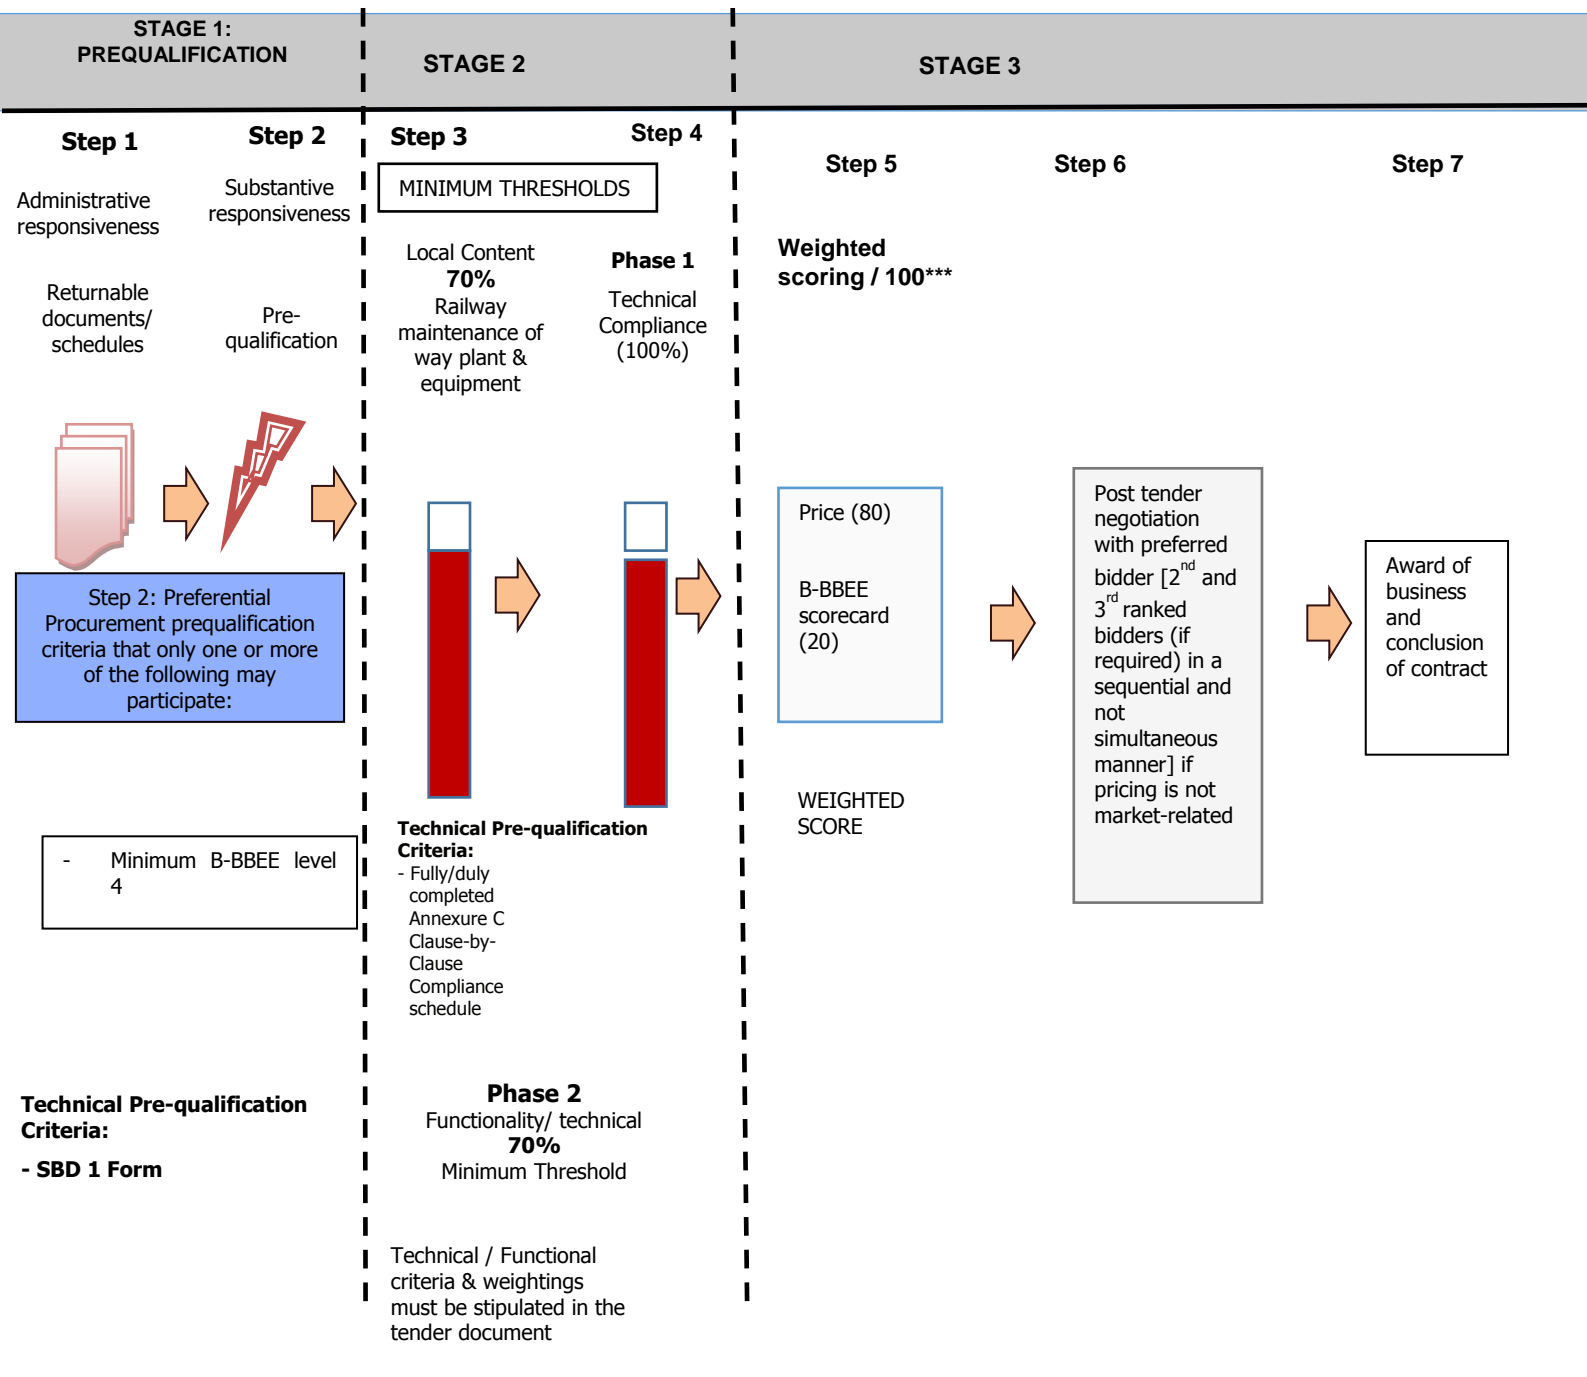 STAGE 1:
PREQUALIFICATION
STAGE 2
STAGE 3
Step 1
Administrative
responsiveness
Returnable
documents/
schedules
Step 2
Substantive
responsiveness
Pre-
qualification
Step 2: Preferential
Procurement prequalification
criteria that only one or more
of the following may
participate:
- Minimum B-BBEE level
4
Technical Pre-qualification
Criteria:
- SBD 1 Form
Step 3
MINIMUM THRESHOLDS
Local Content
70%
Railway
maintenance of
way plant &
equipment
Step 4
Phase 1
Technical
Compliance
(100%)
Technical Pre-qualification
Criteria:
- Fully/duly
completed
Annexure C
Clause-by-
Clause
Compliance
schedule
Phase 2
Functionality/ technical
70%
Minimum Threshold
Technical / Functional
criteria & weightings
must be stipulated in the
tender document
Step 5
Weighted
scoring / 100***
Price (80)
B-BBEE
scorecard
(20)
WEIGHTED
SCORE
Step 6
Post tender
negotiation
with preferred
bidder [2nd and
3rd ranked
bidders (if
required) in a
sequential and
not
simultaneous
manner] if
pricing is not
market-related
Step 7
Award of
business
and
conclusion
of contract